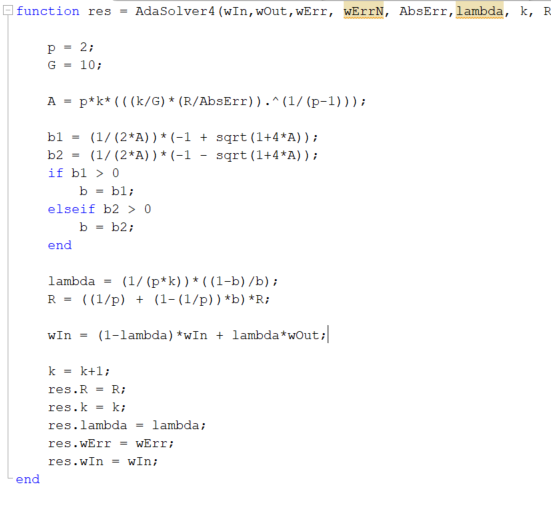 function res = AdaSolver4(wIn,wOut,wErr, wErrN, AbsErr,lambda, k, R
p = 2;
G = 10;
A = p*k*(((k/G)*(R/AbsErr)).^(1/(p-1)));
b1 = (1/(2*A))*(-1 + sqrt(1+4*A));
b2 = (1/(2*A))*(-1 - sqrt(1+4*A));
if b1 > 0
b = b1;
elseif b2 > 0
b = b2;
end
lambda = (1/(p*k))*((1-b)/b);
R = ((1/p) + (1-(1/p))*b)*R;
wIn = (1-lambda)*wIn + lambda*wOut;
k = k+1;
res.R = R;
res.k = k;
res.lambda = lambda;
res.wErr = wErr;
res.wIn = wIn;
end